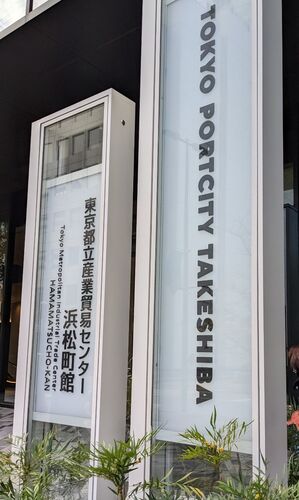 TOKYO PORTCITY TAKESHIBA
東京都立産業貿易センター
浜松町館
Tokyo Metropolitan Industrial Trade Center
HAMAMATSUCHO-KAN